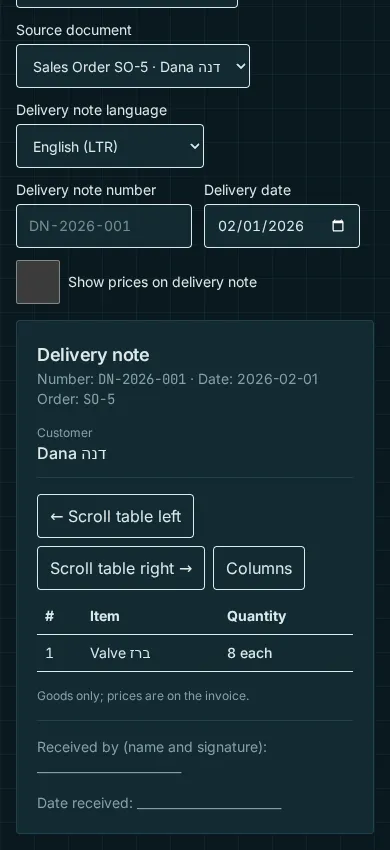 Source document
Sales Order SO-5 · Dana דנה
Delivery note language
English (LTR)
Delivery note number Delivery date
DN-2026-001 02/01/2026
Show prices on delivery note
Delivery note
Number: DN-2026-001 · Date: 2026-02-01
Order: SO-5
Customer
Dana דנה
← Scroll table left
Scroll table right → Columns
# Item Quantity
1 Valve ברז 8 each
Goods only; prices are on the invoice.
Received by (name and signature):
____________________
Date received: ____________________